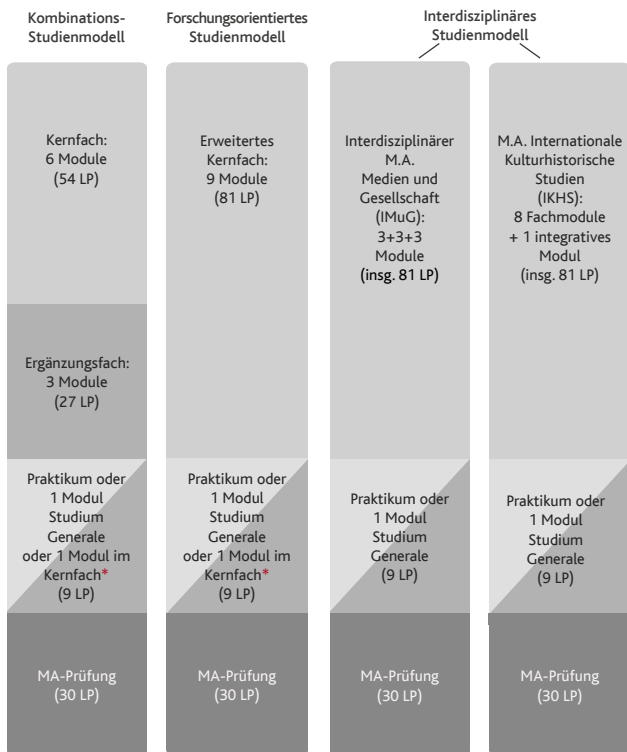 Kombinations-
Studienmodell
Forschungsorientiertes
Studienmodell
Interdisziplinäres
Studienmodell
Kernfach:
6 Module
(54 LP)
Ergänzungsfach:
3 Module
(27 LP)
Praktikum oder
1 Modul
Studium
Generale
oder 1 Modul im
Kernfach*
(9 LP)
MA-Prüfung
(30 LP)
Erweitertes
Kernfach:
9 Module
(81 LP)
Praktikum oder
1 Modul
Studium
Generale
oder 1 Modul im
Kernfach*
(9 LP)
MA-Prüfung
(30 LP)
Interdisziplinärer
M.A.
Medien und
Gesellschaft
(IMuG):
3+3+3
Module
(insg. 81 LP)
Praktikum oder
1 Modul
Studium
Generale
(9 LP)
MA-Prüfung
(30 LP)
M.A. Internationale
Kulturhistorische
Studien
(IKHS):
8 Fachmodule
+ 1 integratives
Modul
(insg. 81 LP)
Praktikum oder
1 Modul
Studium
Generale
(9 LP)
MA-Prüfung
(30 LP)